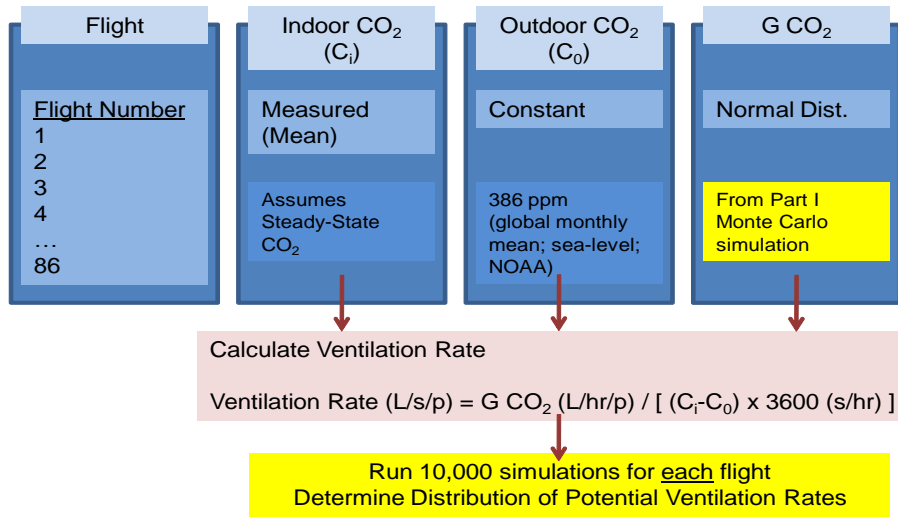 Flight
Flight Number
1
2
3
4
…
86
Indoor CO₂
(Cᵢ)
Measured
(Mean)
Assumes
Steady-State
CO₂
Outdoor CO₂
(C₀)
Constant
386 ppm
(global monthly
mean; sea-level;
NOAA)
G CO₂
Normal Dist.
From Part I
Monte Carlo
simulation
Calculate Ventilation Rate
Ventilation Rate (L/s/p) = G CO₂ (L/hr/p) / [ (Cᵢ-C₀) x 3600 (s/hr) ]
Run 10,000 simulations for each flight
Determine Distribution of Potential Ventilation Rates